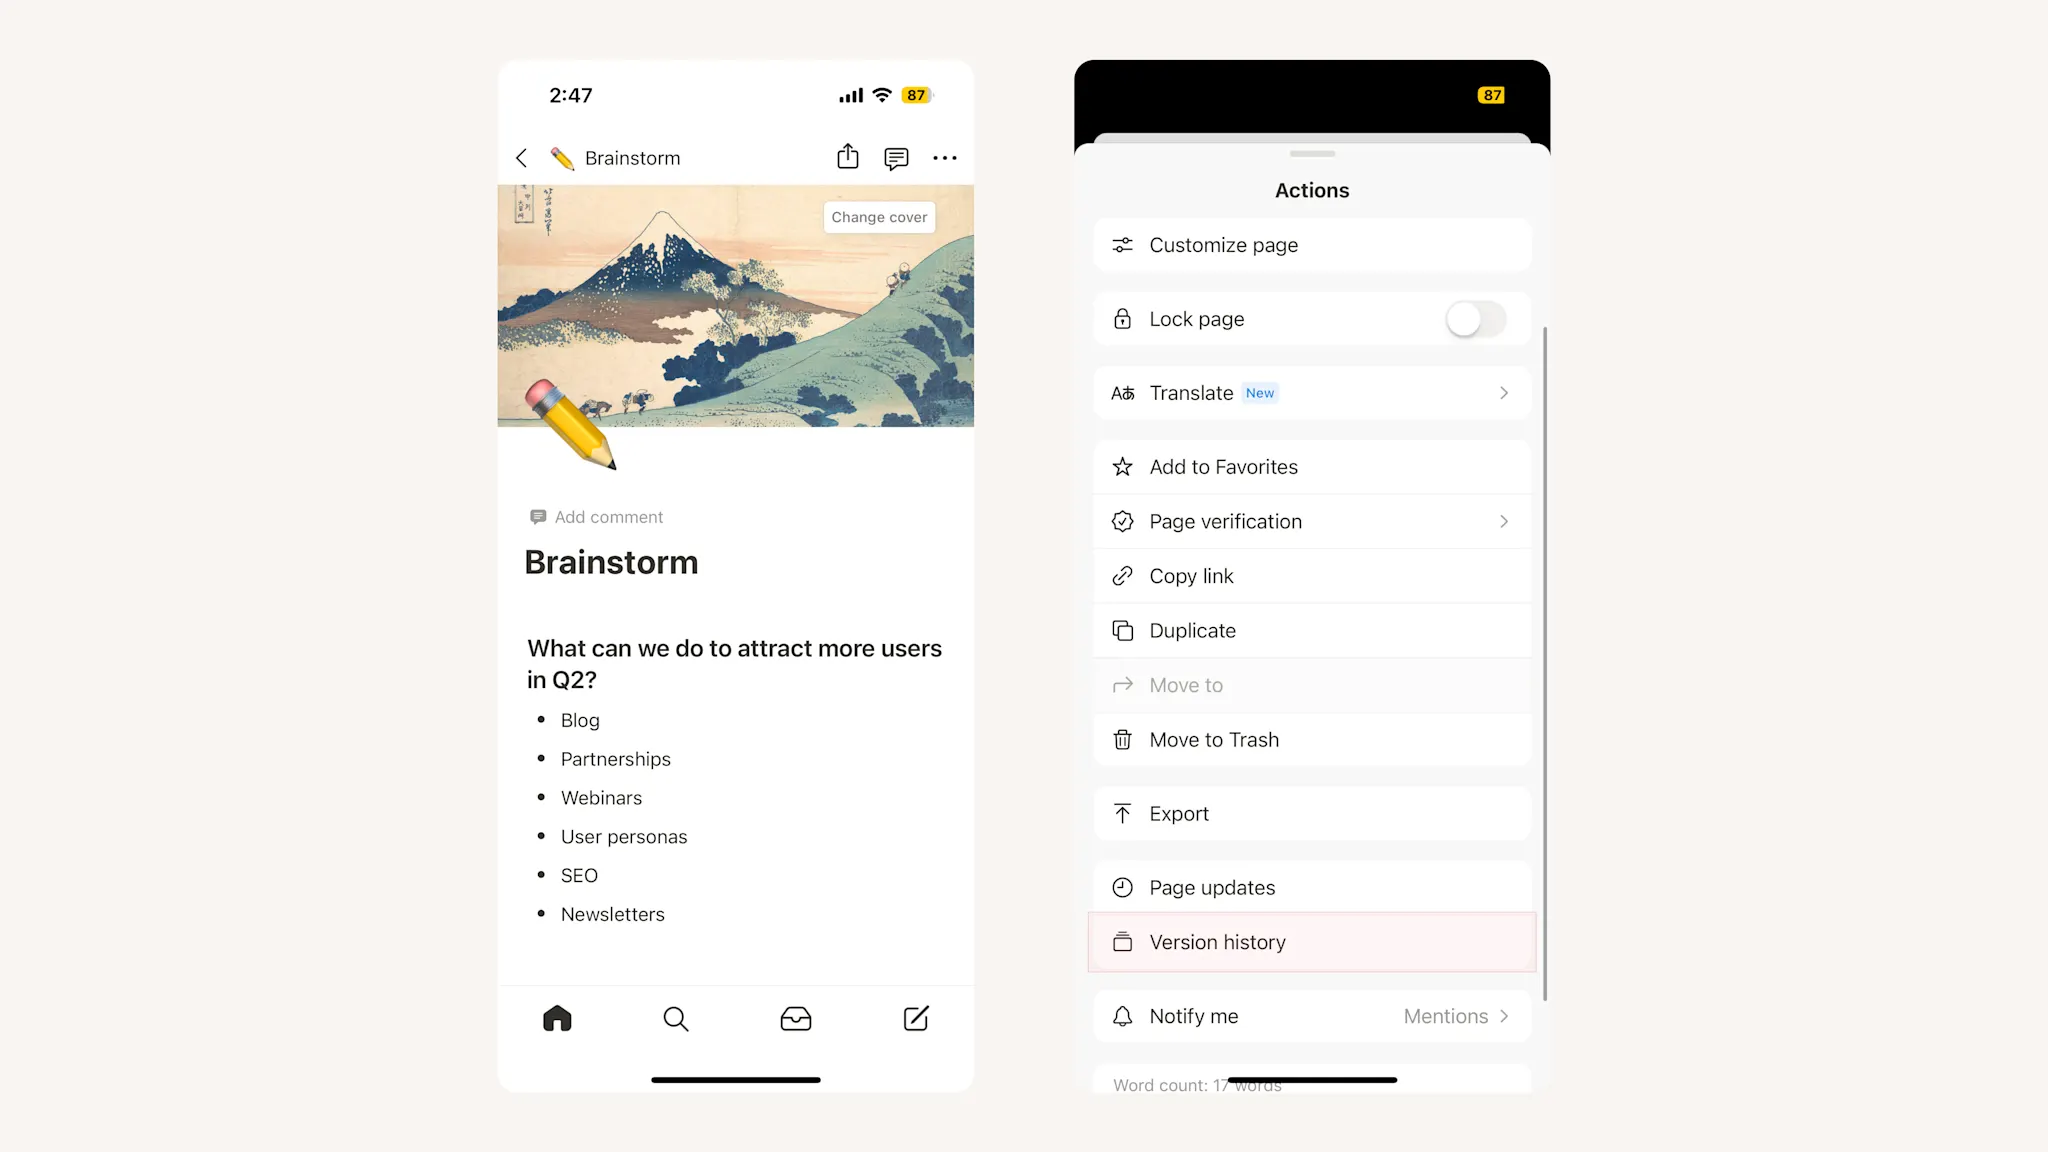 2:47
87
Brainstorm
Change cover
Add comment
Brainstorm
What can we do to attract more users
in Q2?
• Blog
• Partnerships
• Webinars
• User personas
• SEO
• Newsletters
87
Actions
Customize page
Lock page
Aあ Translate New
Add to Favorites
Page verification
Copy link
Duplicate
Move to
Move to Trash
Export
Page updates
Version history
Notify me Mentions
Word count: 17 words